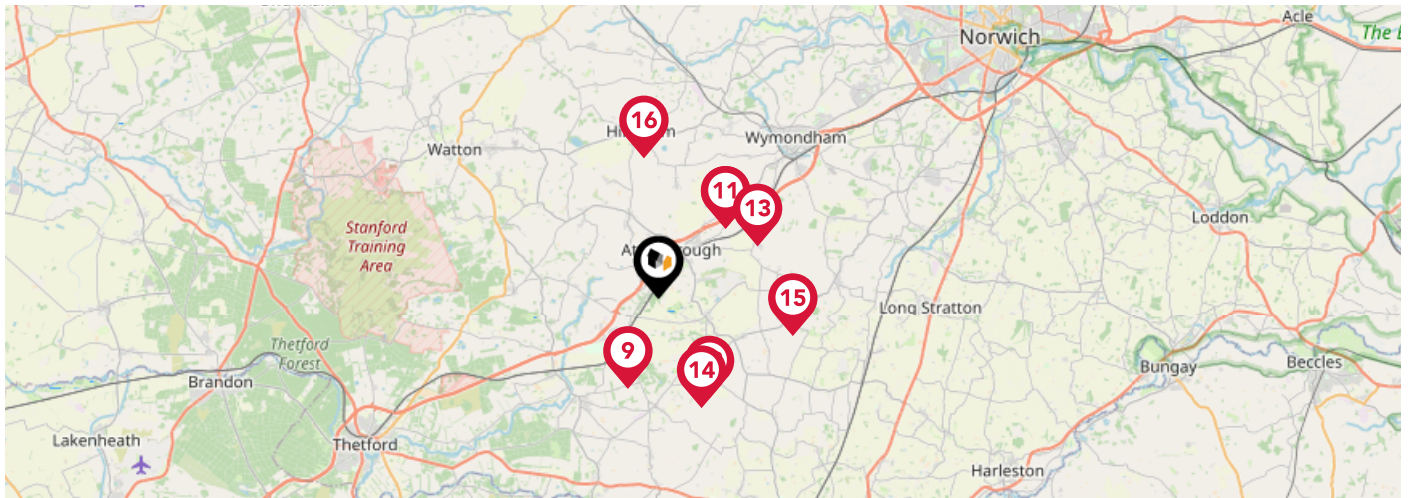 Norwich
Acle
16
Wymondham
Watton
11
13
Loddon
Stanford
Training
Area
15
Long Stratton
Thetford
Forest
9
14
Brandon
Bungay
Beccles
Lakenheath
Thetford
Harleston